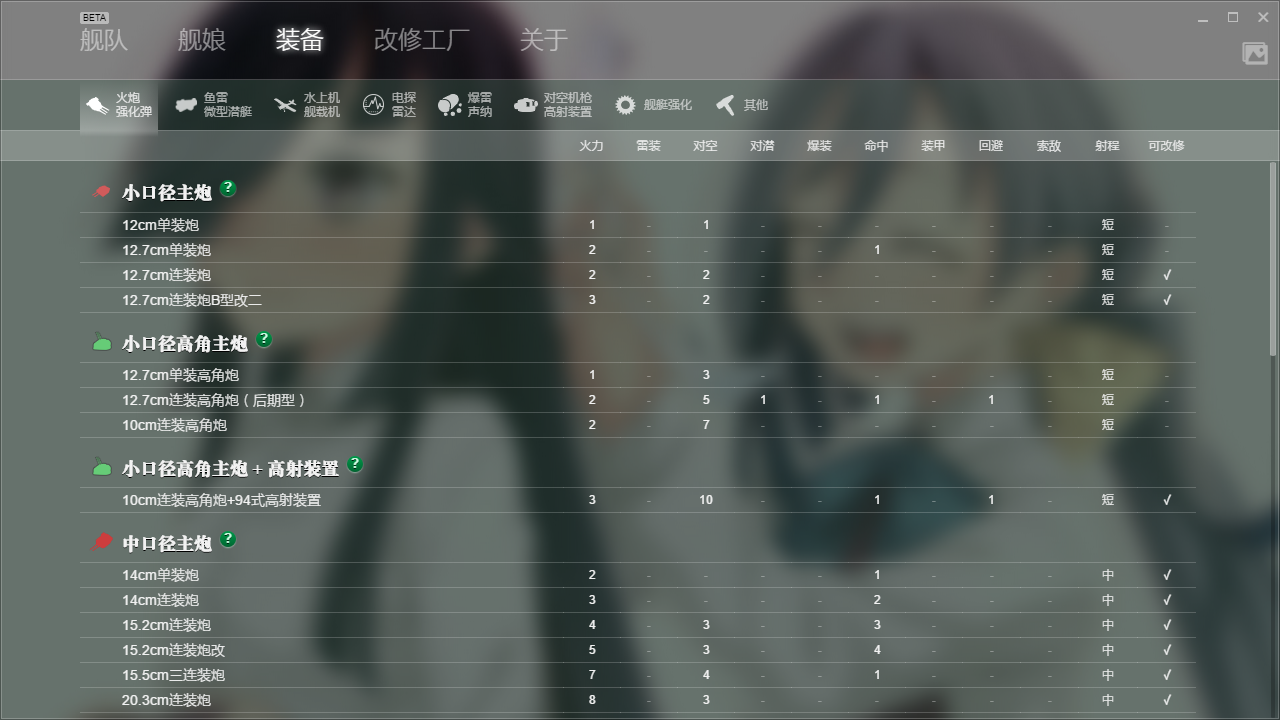 BETA
舰队 舰娘 装备 改修工厂 关于
火炮 强化弹 鱼雷 微型潜艇 水上机 舰载机 电探 雷达 爆雷 声纳 对空机枪 高射装置 舰艇强化 其他
火力 雷装 对空 对潜 爆装 命中 装甲 回避 索敌 射程 可改修
小口径主炮 ?
12cm单装炮 1 - 1 - - - - - - 短 -
12.7cm单装炮 2 - - - - 1 - - - 短 -
12.7cm连装炮 2 - 2 - - - - - - 短 √
12.7cm连装炮B型改二 3 - 2 - - - - - - 短 √
小口径高角主炮 ?
12.7cm单装高角炮 1 - 3 - - - - - - 短 -
12.7cm连装高角炮（后期型） 2 - 5 1 - 1 - 1 - 短 -
10cm连装高角炮 2 - 7 - - - - - - 短 -
小口径高角主炮 + 高射装置 ?
10cm连装高角炮+94式高射装置 3 - 10 - - 1 - 1 - 短 √
中口径主炮 ?
14cm单装炮 2 - - - - 1 - - - 中 √
14cm连装炮 3 - - - - 2 - - - 中 √
15.2cm连装炮 4 - 3 - - 3 - - - 中 √
15.2cm连装炮改 5 - 3 - - 4 - - - 中 √
15.5cm三连装炮 7 - 4 - - 1 - - - 中 √
20.3cm连装炮 8 - 3 - - - - - - 中 √